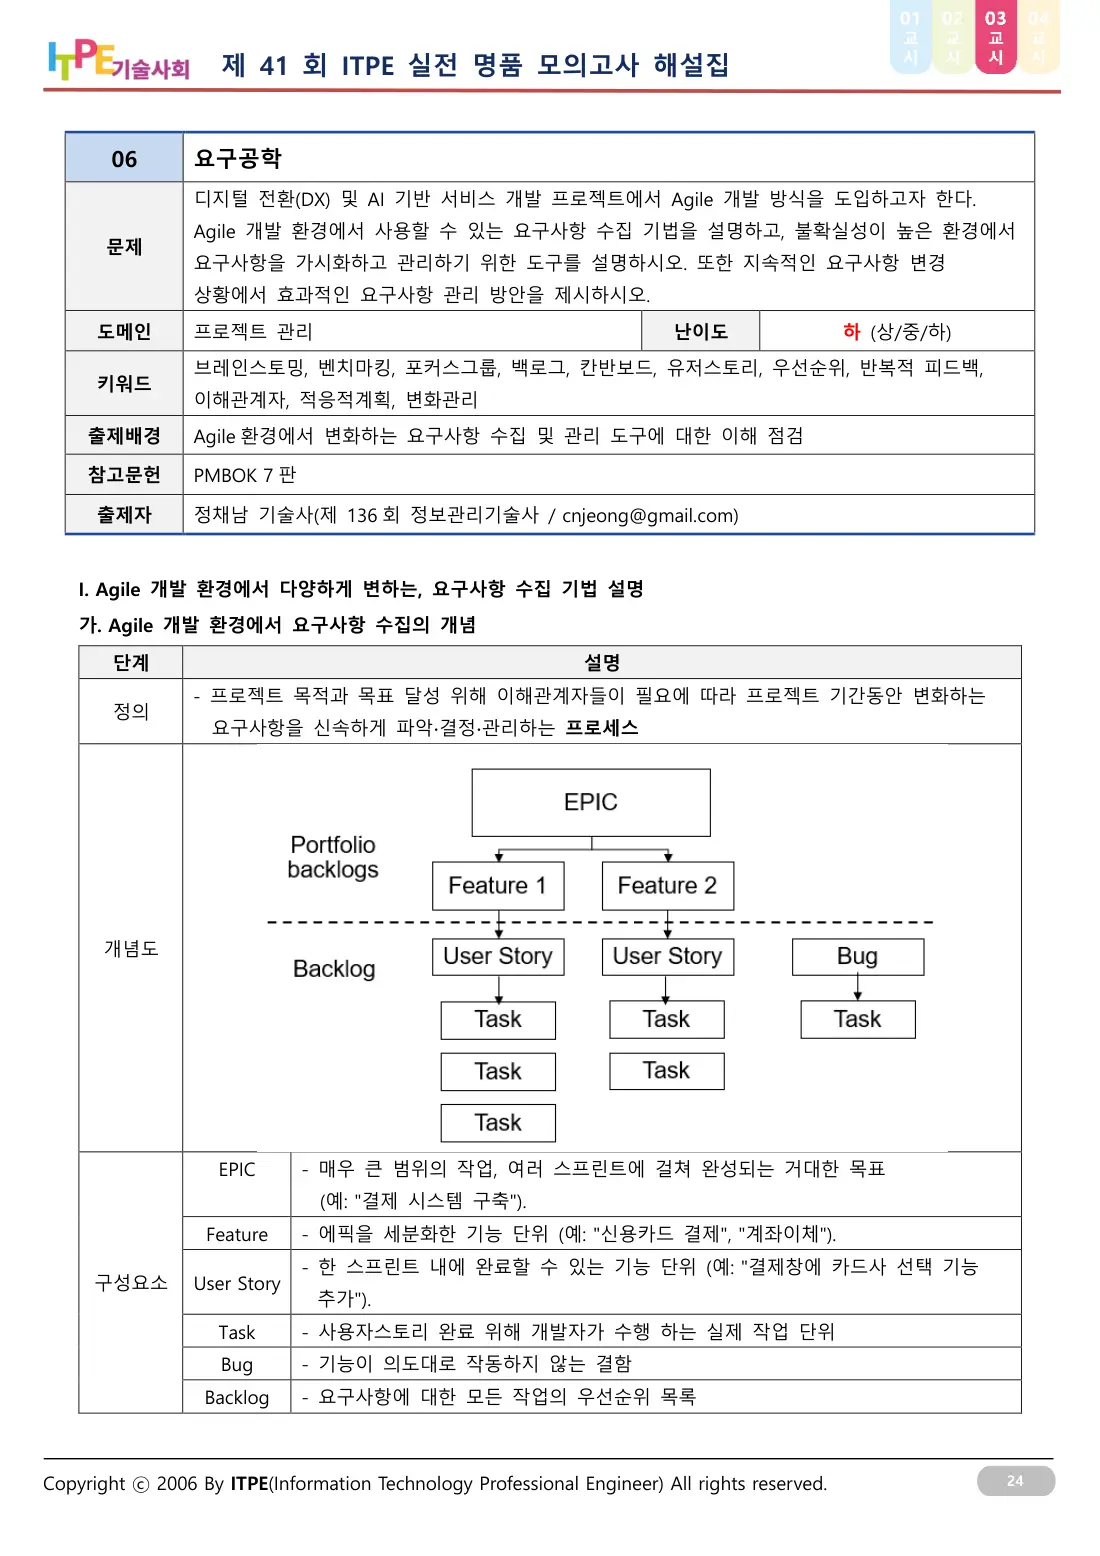 ITPE기술사회 제 41 회 ITPE 실전 명품 모의고사 해설집
01 교시 02 교시 03 교시 04 교시
06 요구공학
문제 디지털 전환(DX) 및 AI 기반 서비스 개발 프로젝트에서 Agile 개발 방식을 도입하고자 한다.
Agile 개발 환경에서 사용할 수 있는 요구사항 수집 기법을 설명하고, 불확실성이 높은 환경에서
요구사항을 가시화하고 관리하기 위한 도구를 설명하시오. 또한 지속적인 요구사항 변경
상황에서 효과적인 요구사항 관리 방안을 제시하시오.
도메인 프로젝트 관리 난이도 하 (상/중/하)
키워드 브레인스토밍, 벤치마킹, 포커스그룹, 백로그, 칸반보드, 유저스토리, 우선순위, 반복적 피드백,
이해관계자, 적응적계획, 변화관리
출제배경 Agile 환경에서 변화하는 요구사항 수집 및 관리 도구에 대한 이해 점검
참고문헌 PMBOK 7 판
출제자 정채남 기술사(제 136 회 정보관리기술사 / cnjeong@gmail.com)
I. Agile 개발 환경에서 다양하게 변하는, 요구사항 수집 기법 설명
가. Agile 개발 환경에서 요구사항 수집의 개념
단계 설명
정의 - 프로젝트 목적과 목표 달성 위해 이해관계자들이 필요에 따라 프로젝트 기간동안 변화하는
요구사항을 신속하게 파악·결정·관리하는 프로세스
개념도
EPIC
Portfolio
backlogs
Feature 1 Feature 2
Backlog
User Story User Story Bug
Task Task Task
Task Task
Task
구성요소
EPIC - 매우 큰 범위의 작업, 여러 스프린트에 걸쳐 완성되는 거대한 목표
(예: "결제 시스템 구축").
Feature - 에픽을 세분화한 기능 단위 (예: "신용카드 결제", "계좌이체").
User Story - 한 스프린트 내에 완료할 수 있는 기능 단위 (예: "결제창에 카드사 선택 기능
추가").
Task - 사용자스토리 완료 위해 개발자가 수행 하는 실제 작업 단위
Bug - 기능이 의도대로 작동하지 않는 결함
Backlog - 요구사항에 대한 모든 작업의 우선순위 목록
Copyright ⓒ 2006 By ITPE(Information Technology Professional Engineer) All rights reserved. 24